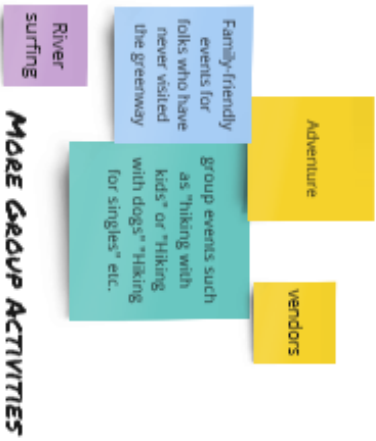 Adventure
vendors
Family-friendly
events for
folks who have
never visited
the greenway
group events such
as "hiking with
kids" or "Hiking
with dogs" "Hiking
for singles" etc.
River
surfing
MORE GROUP ACTIVITIES